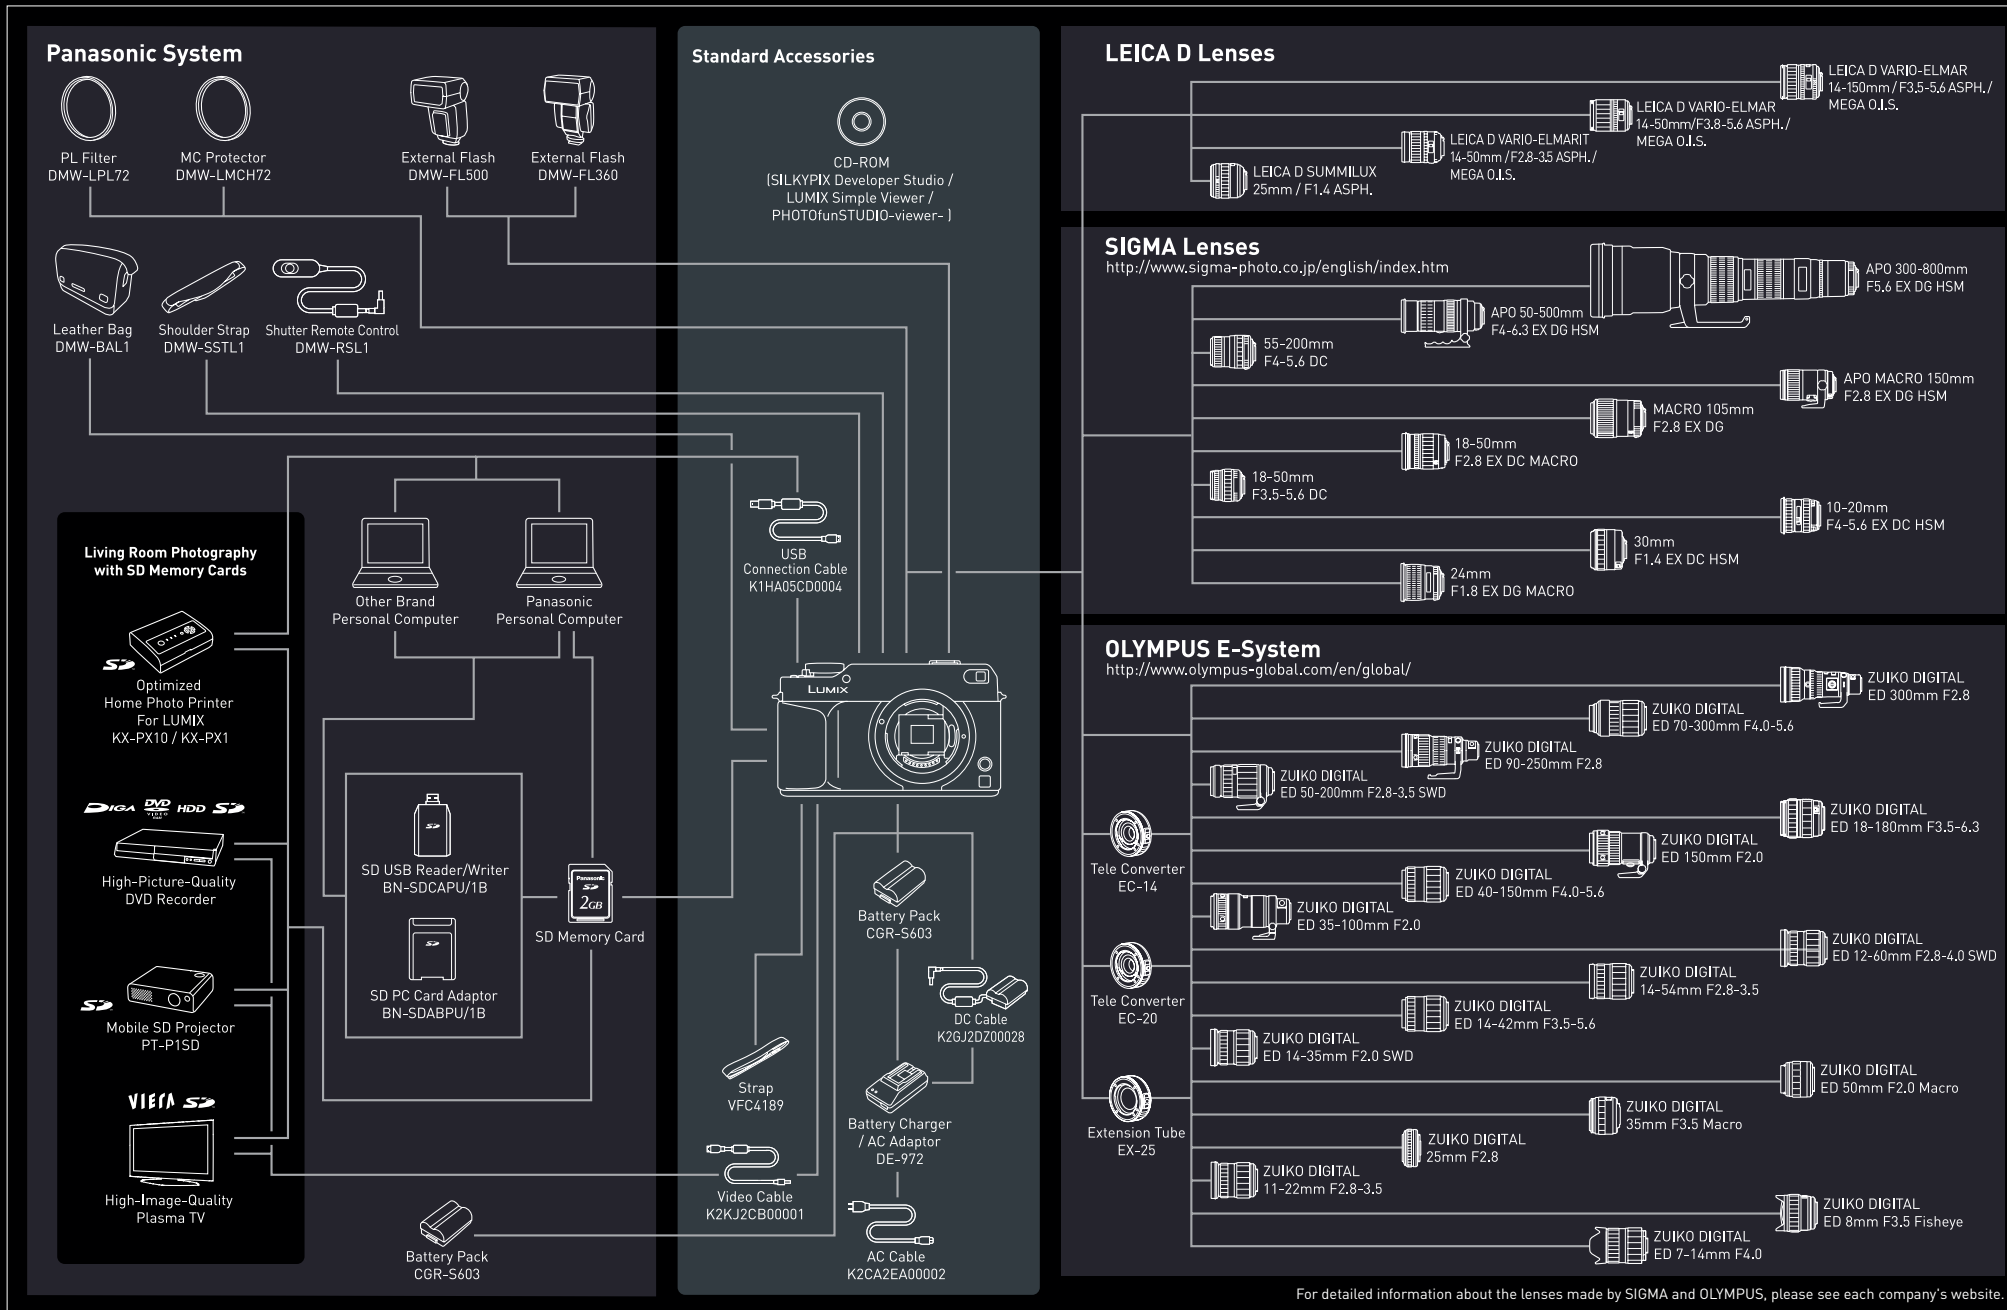 Panasonic System
PL Filter
DMW-LPL72
MC Protector
DMW-LMCH72
External Flash
DMW-FL500
External Flash
DMW-FL360
Leather Bag
DMW-BAL1
Shoulder Strap
DMW-SSTL1
Shutter Remote Control
DMW-RSL1
Living Room Photography
with SD Memory Cards
SD
Optimized
Home Photo Printer
For LUMIX
KX-PX10 / KX-PX1
DIGA DVD VIDEO HDD SD
High-Picture-Quality
DVD Recorder
SD
Mobile SD Projector
PT-P1SD
VIERA SD
High-Image-Quality
Plasma TV
Other Brand
Personal Computer
Panasonic
Personal Computer
SD
SD USB Reader/Writer
BN-SDCAPU/1B
SD
SD PC Card Adaptor
BN-SDABPU/1B
Panasonic
SD
2GB
SD Memory Card
Battery Pack
CGR-S603
Standard Accessories
CD-ROM
(SILKYPIX Developer Studio /
LUMIX Simple Viewer /
PHOTOfunSTUDIO-viewer- )
USB
Connection Cable
K1HA05CD0004
LUMIX
Battery Pack
CGR-S603
DC Cable
K2GJ2DZ00028
Strap
VFC4189
Battery Charger
/ AC Adaptor
DE-972
Video Cable
K2KJ2CB00001
AC Cable
K2CA2EA00002
LEICA D Lenses
LEICA D VARIO-ELMAR
14-150mm / F3.5-5.6 ASPH. /
MEGA O.I.S.
LEICA D VARIO-ELMAR
14-50mm/F3.8-5.6 ASPH. /
MEGA O.I.S.
LEICA D VARIO-ELMARIT
14-50mm /F2.8-3.5 ASPH. /
MEGA O.I.S.
LEICA D SUMMILUX
25mm / F1.4 ASPH.
SIGMA Lenses
http://www.sigma-photo.co.jp/english/index.htm
APO 300-800mm
F5.6 EX DG HSM
APO 50-500mm
F4-6.3 EX DG HSM
55-200mm
F4-5.6 DC
APO MACRO 150mm
F2.8 EX DG HSM
MACRO 105mm
F2.8 EX DG
18-50mm
F2.8 EX DC MACRO
18-50mm
F3.5-5.6 DC
10-20mm
F4-5.6 EX DC HSM
30mm
F1.4 EX DC HSM
24mm
F1.8 EX DG MACRO
OLYMPUS E-System
http://www.olympus-global.com/en/global/
ZUIKO DIGITAL
ED 300mm F2.8
ZUIKO DIGITAL
ED 70-300mm F4.0-5.6
ZUIKO DIGITAL
ED 90-250mm F2.8
ZUIKO DIGITAL
ED 50-200mm F2.8-3.5 SWD
ZUIKO DIGITAL
ED 18-180mm F3.5-6.3
Tele Converter
EC-14
ZUIKO DIGITAL
ED 150mm F2.0
ZUIKO DIGITAL
ED 40-150mm F4.0-5.6
ZUIKO DIGITAL
ED 35-100mm F2.0
ZUIKO DIGITAL
ED 12-60mm F2.8-4.0 SWD
Tele Converter
EC-20
ZUIKO DIGITAL
14-54mm F2.8-3.5
ZUIKO DIGITAL
ED 14-42mm F3.5-5.6
ZUIKO DIGITAL
ED 14-35mm F2.0 SWD
ZUIKO DIGITAL
ED 50mm F2.0 Macro
Extension Tube
EX-25
ZUIKO DIGITAL
35mm F3.5 Macro
ZUIKO DIGITAL
25mm F2.8
ZUIKO DIGITAL
11-22mm F2.8-3.5
ZUIKO DIGITAL
ED 8mm F3.5 Fisheye
ZUIKO DIGITAL
ED 7-14mm F4.0
For detailed information about the lenses made by SIGMA and OLYMPUS, please see each company's website.